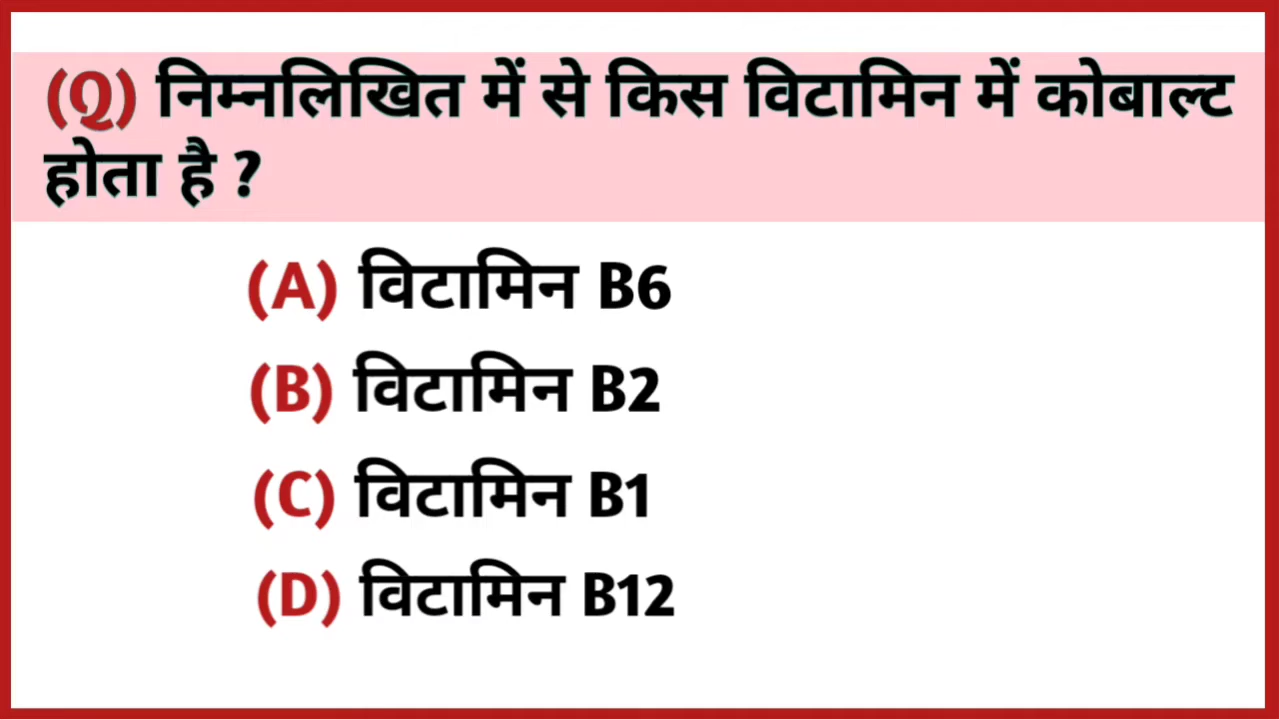 (Q) निम्नलिखित में से किस विटामिन में कोबाल्ट
होता है ?
(A) विटामिन B6
(B) विटामिन B2
(C) विटामिन B1
(D) विटामिन B12